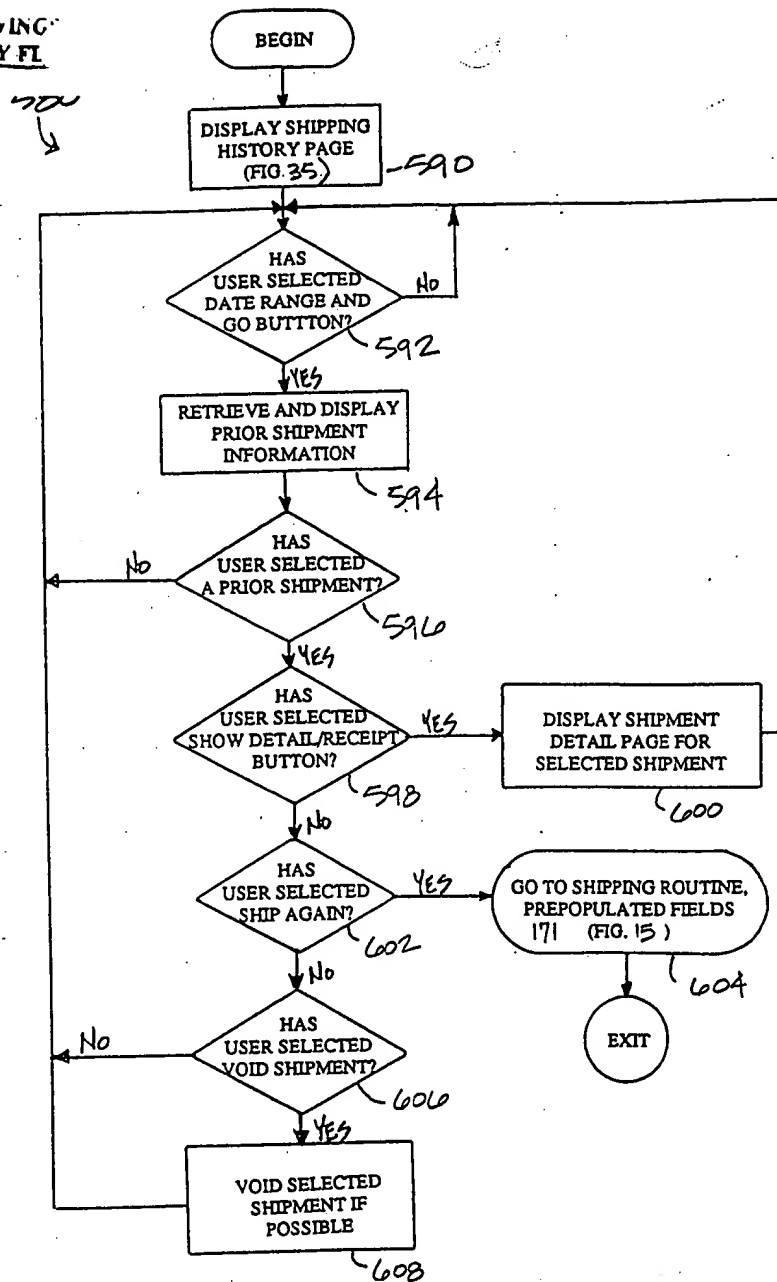 BEGIN
DISPLAY SHIPPING
HISTORY PAGE
(FIG. 35.)
590
HAS
USER SELECTED
DATE RANGE AND
GO BUTTTON?
No
592
YES
RETRIEVE AND DISPLAY
PRIOR SHIPMENT
INFORMATION
594
HAS
USER SELECTED
A PRIOR SHIPMENT?
No
596
YES
HAS
USER SELECTED
SHOW DETAIL/RECEIPT
BUTTON?
YES
598
DISPLAY SHIPMENT
DETAIL PAGE FOR
SELECTED SHIPMENT
600
No
HAS
USER SELECTED
SHIP AGAIN?
YES
602
GO TO SHIPPING ROUTINE,
PREPOPULATED FIELDS
171 (FIG. 15)
604
EXIT
No
HAS
USER SELECTED
VOID SHIPMENT?
No
606
YES
VOID SELECTED
SHIPMENT IF
POSSIBLE
608